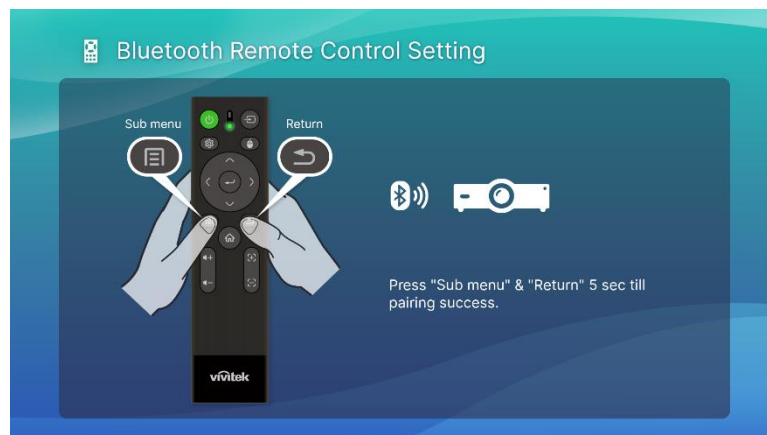 Bluetooth Remote Control Setting
Sub menu
Return
Press "Sub menu" & "Return" 5 sec till
pairing success.
vivitek